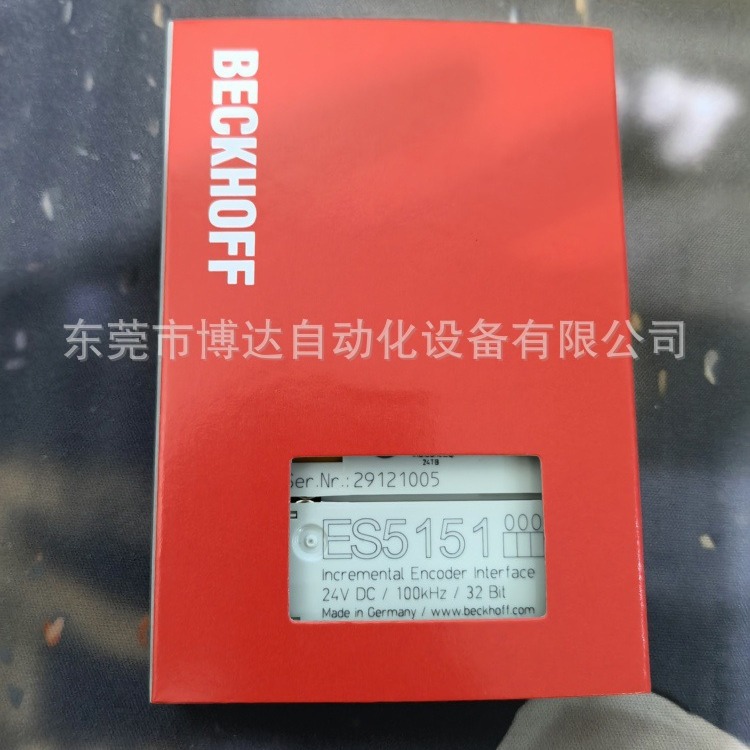 BECKHOFF
东莞市博达自动化设备有限公司
24TB
Ser.Nr.: 29121005
ES5151
000
Incremental Encoder Interface
24V DC / 100kHz / 32 Bit
Made in Germany / www.beckhoff.com